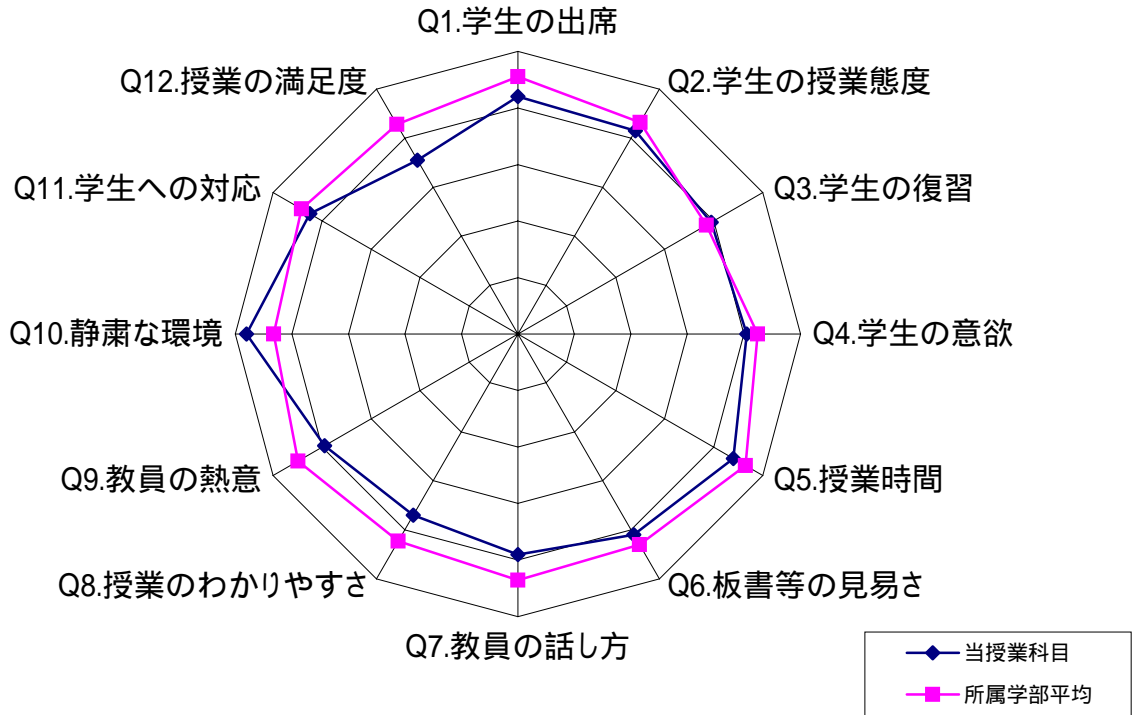 Q1.学生の出席
Q12.授業の満足度
Q2.学生の授業態度
Q11.学生への対応
Q3.学生の復習
Q10.静粛な環境
Q4.学生の意欲
Q9.教員の熱意
Q5.授業時間
Q8.授業のわかりやすさ
Q6.板書等の見易さ
Q7.教員の話し方
当授業科目
所属学部平均